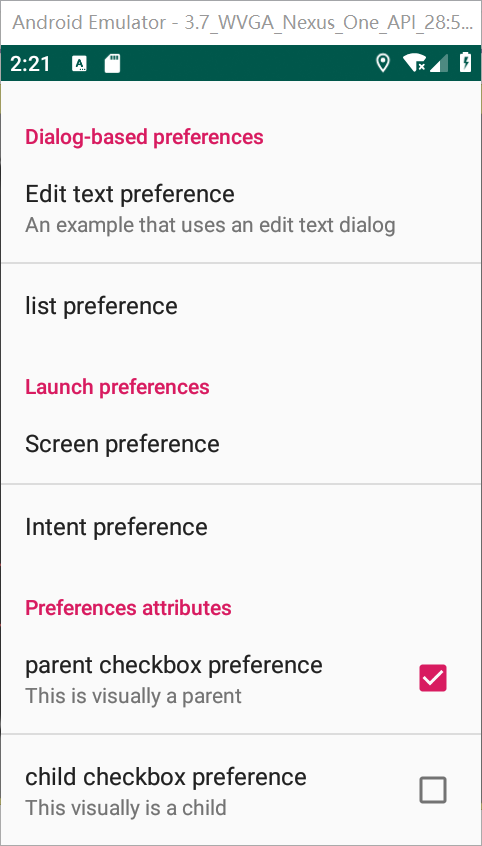 Android Emulator - 3.7_WVGA_Nexus_One_API_28:5...
2:21
A
Dialog-based preferences
Edit text preference
An example that uses an edit text dialog
list preference
Launch preferences
Screen preference
Intent preference
Preferences attributes
parent checkbox preference
This is visually a parent
child checkbox preference
This visually is a child